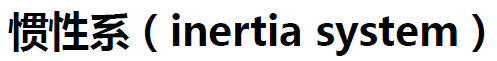 惯性系（inertia system）